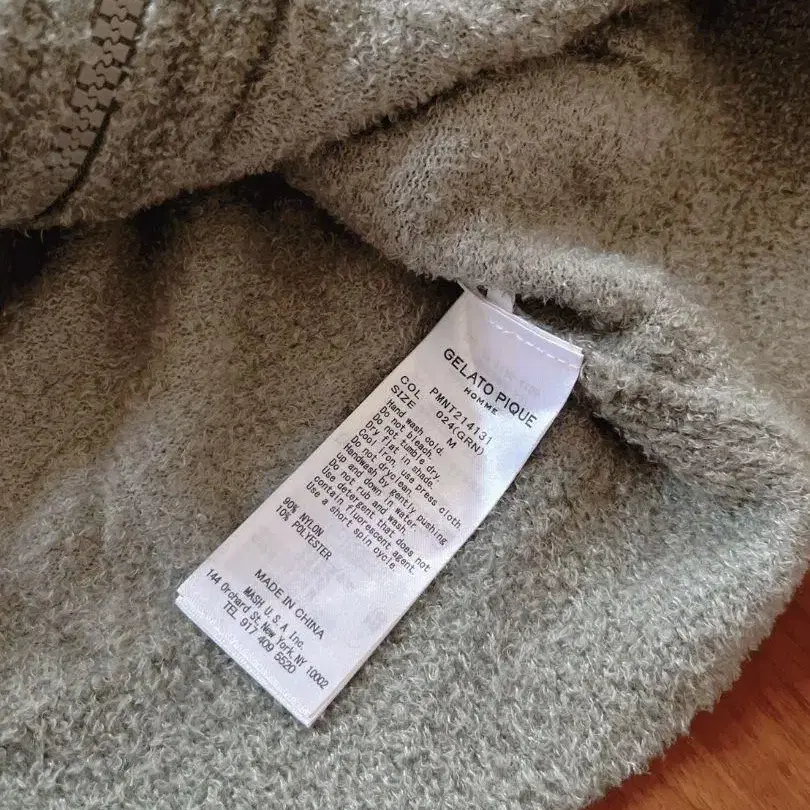 GELATO PIQUE
HOMME
PMNT214131
COL 024(GRN)
SIZE M
Hand wash cold.
Do not bleach.
Do not tumble dry.
Dry flat in shade.
Cool iron, use press cloth.
Do not dryclean.
Handwash by gently pushing
up and down in water.
Do not rub and wash.
Use detergent that does not
contain fluorescent agent.
Use a short spin cycle.
90% NYLON
10% POLYESTER
MADE IN CHINA
MASH U.S.A Inc.
144 Orchard St, New York, NY 10002
TEL 917 409 5520